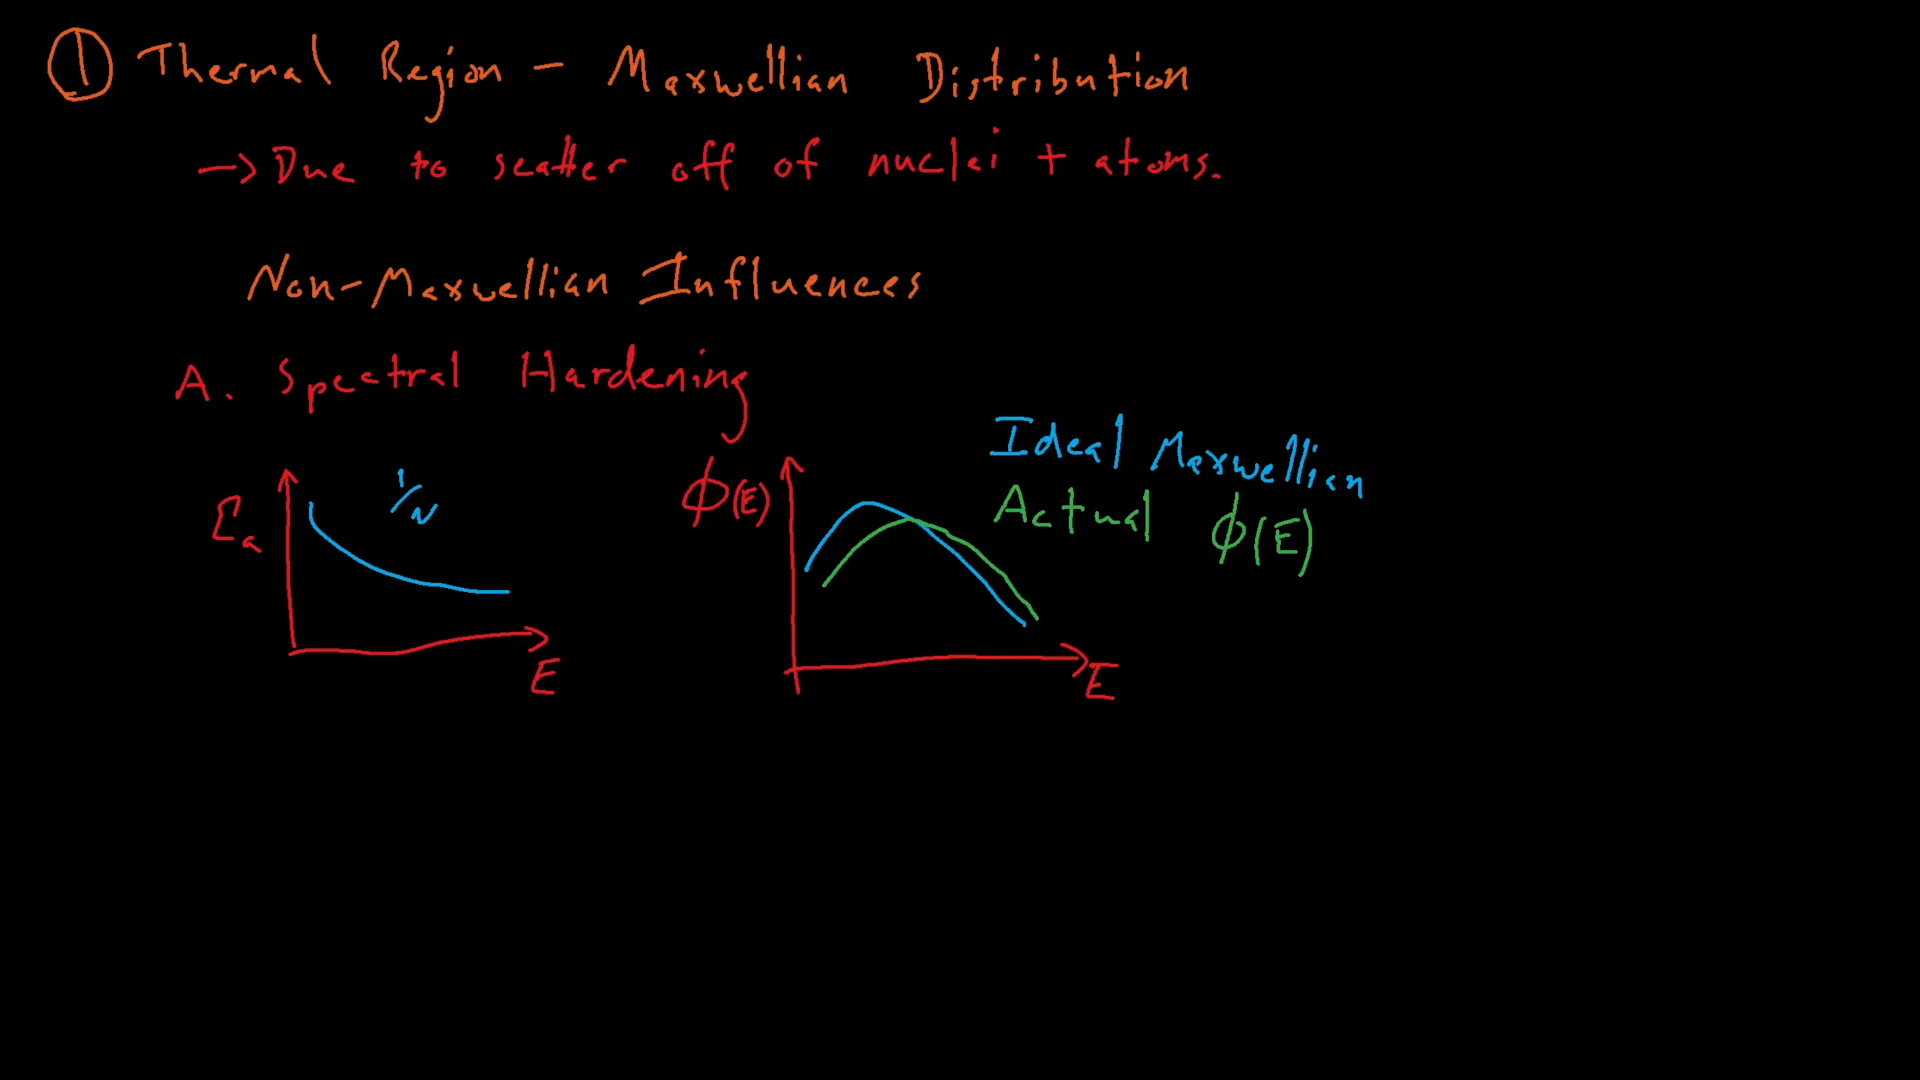 ① Thermal Region - Maxwellian Distribution
→ Due to scatter off of nuclei + atoms.
Non-Maxwellian Influences
A. Spectral Hardening
Ideal Maxwellian
Actual ϕ(E)
Σa
1/v
E
ϕ(E)
E